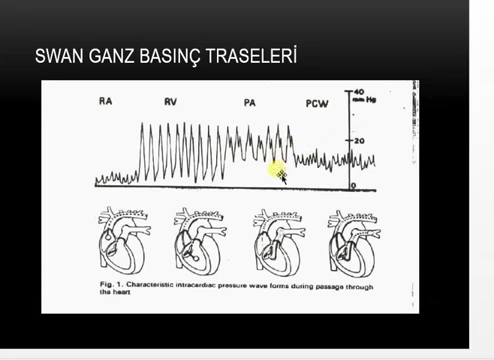 SWAN GANZ BASINÇ TRASELERİ
RA RV PA PCW
40
mm Hg
20
0
Fig. 1. Characteristic intracardiac pressure wave forms during passage through
the heart